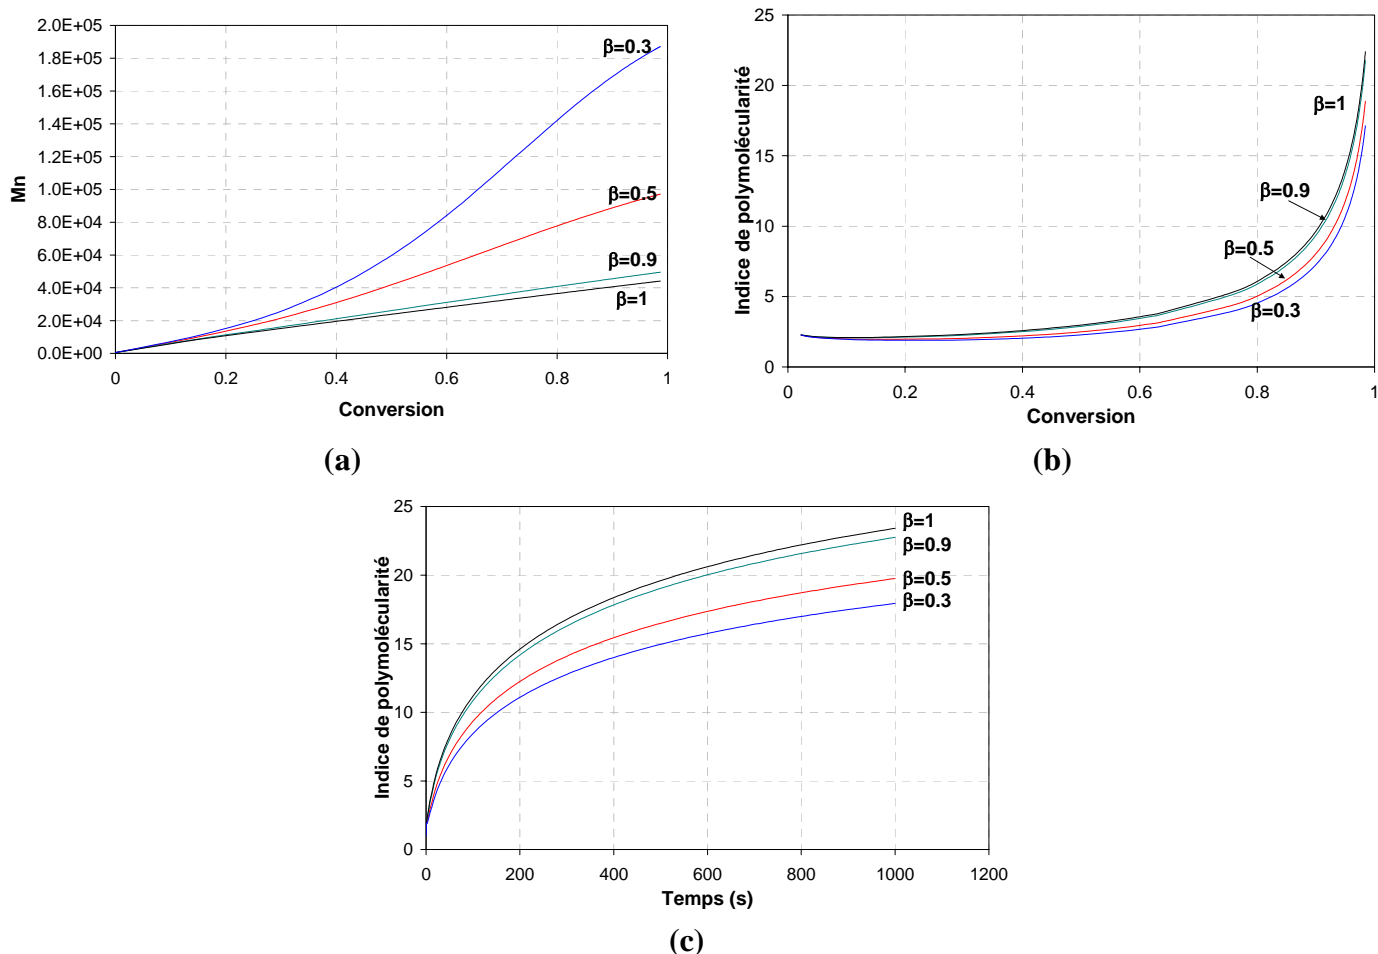 2.0E+05
1.8E+05
1.6E+05
1.4E+05
1.2E+05
1.0E+05
8.0E+04
6.0E+04
4.0E+04
2.0E+04
0.0E+00
Mn
β=0.3
β=0.5
β=0.9
β=1
0 0.2 0.4 0.6 0.8 1
Conversion
(a)
25
20
15
10
5
0
Indice de polymolécularité
β=1
β=0.9
β=0.5
β=0.3
0 0.2 0.4 0.6 0.8 1
Conversion
(b)
25
20
15
10
5
0
Indice de polymolécularité
β=1
β=0.9
β=0.5
β=0.3
0 200 400 600 800 1000 1200
Temps (s)
(c)